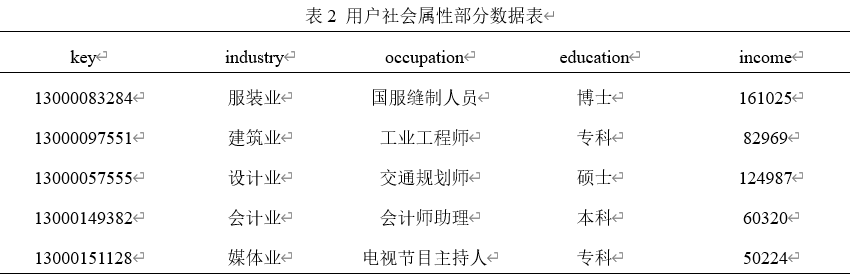 表 2 用户社会属性部分数据表
key industry occupation education income
13000083284 服装业 国服缝制人员 博士 161025
13000097551 建筑业 工业工程师 专科 82969
13000057555 设计业 交通规划师 硕士 124987
13000149382 会计业 会计师助理 本科 60320
13000151128 媒体业 电视节目主持人 专科 50224